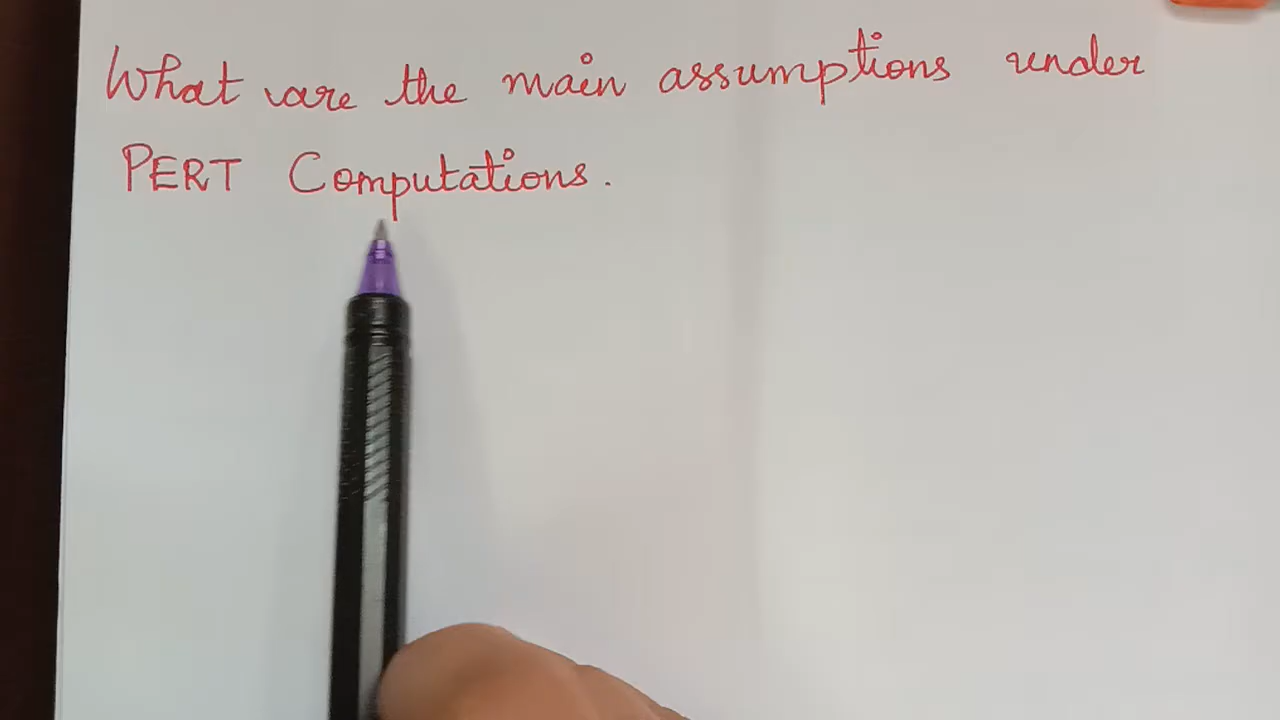 What are the main assumptions under
PERT Computations.